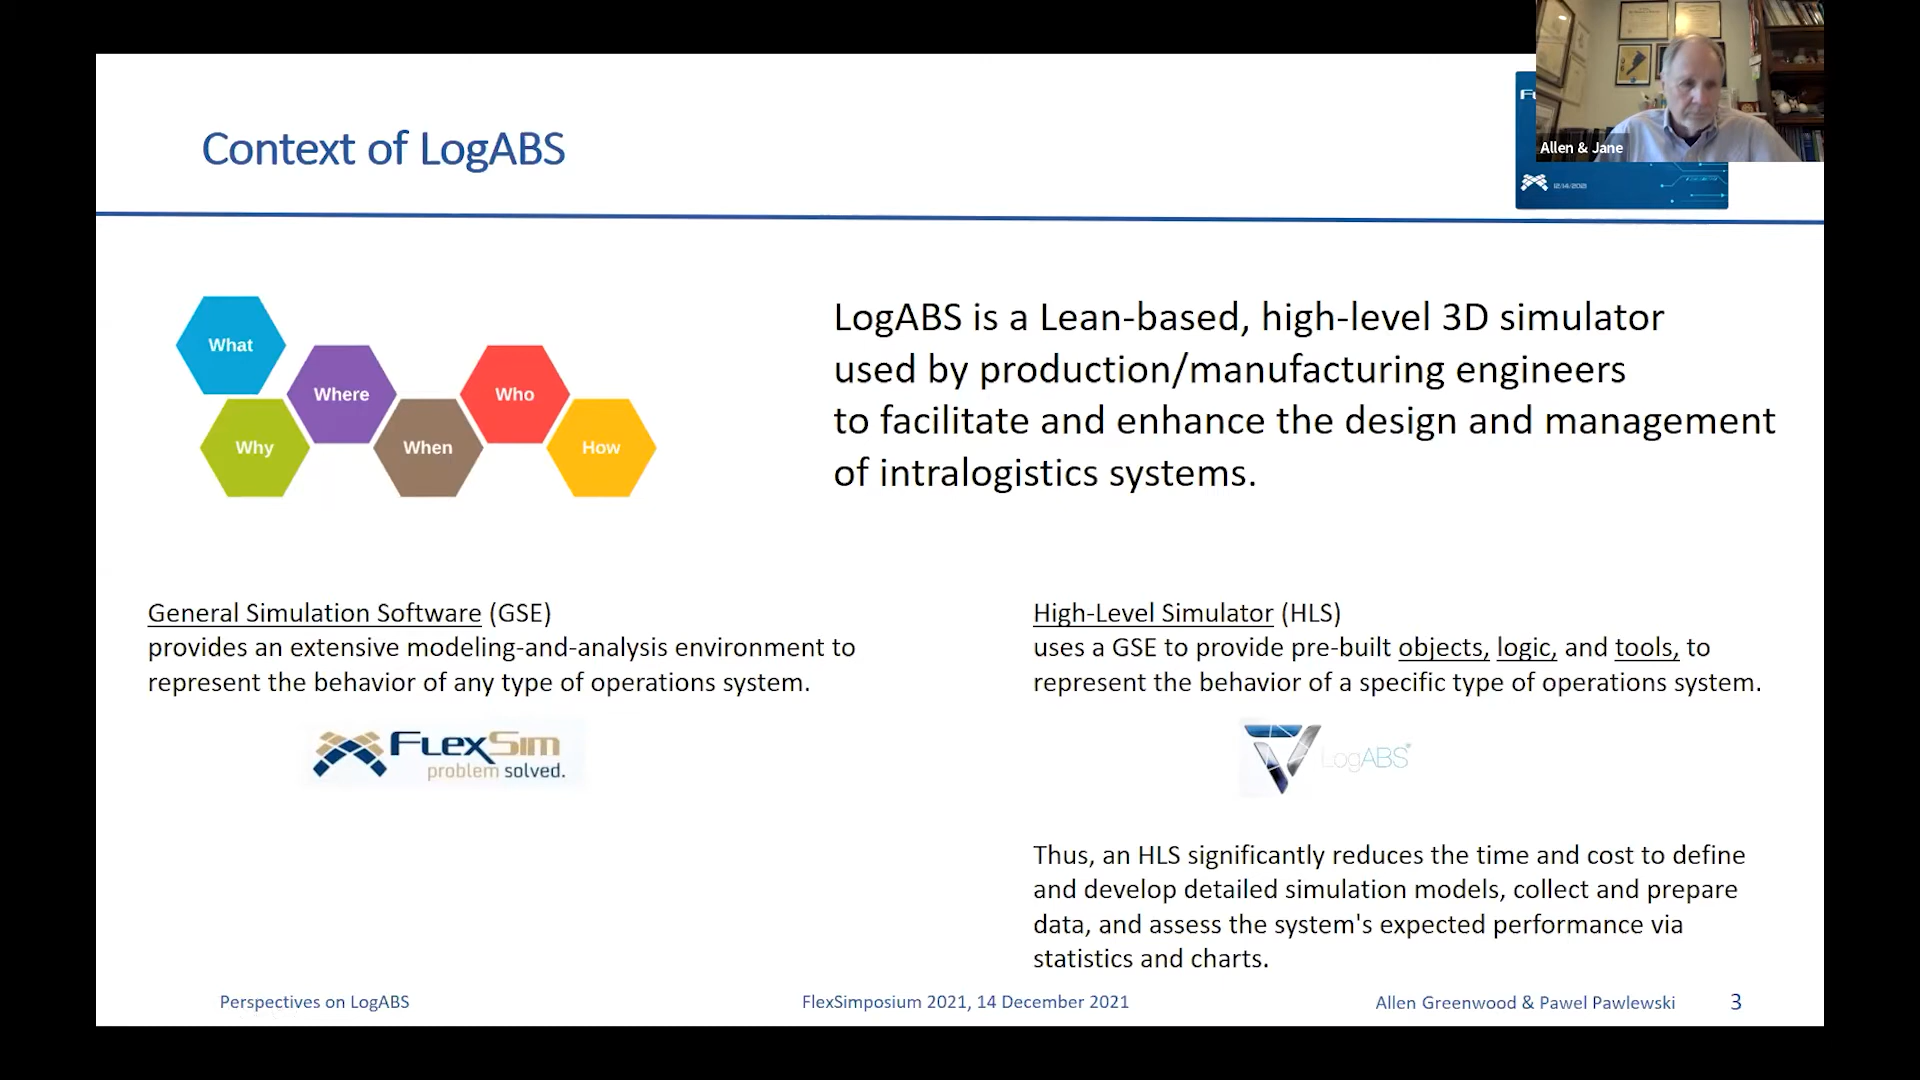 Context of LogABS
12/14/2021
Allen & Jane
What
Where
Who
Why
When
How
LogABS is a Lean-based, high-level 3D simulator
used by production/manufacturing engineers
to facilitate and enhance the design and management
of intralogistics systems.
General Simulation Software (GSE)
provides an extensive modeling-and-analysis environment to
represent the behavior of any type of operations system.
FlexSim
problem solved.
High-Level Simulator (HLS)
uses a GSE to provide pre-built objects, logic, and tools, to
represent the behavior of a specific type of operations system.
LogABS
Thus, an HLS significantly reduces the time and cost to define
and develop detailed simulation models, collect and prepare
data, and assess the system's expected performance via
statistics and charts.
Perspectives on LogABS
FlexSimposium 2021, 14 December 2021
Allen Greenwood & Pawel Pawlewski
3